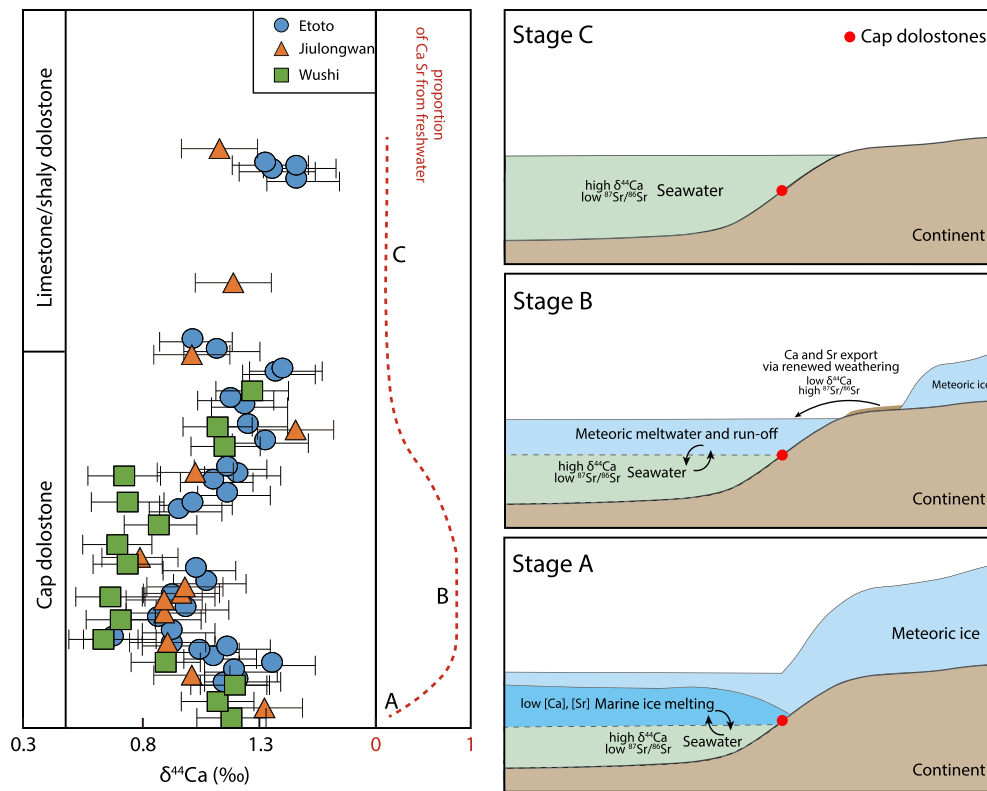 Etoto
Jiulongwan
Wushi
Limestone/shaly dolostone
Cap dolostone
proportion
of Ca Sr from freshwater
C
B
A
0.3
0.8
1.3
0
1
δ⁴⁴Ca (‰)
Stage C
Cap dolostones
high δ⁴⁴Ca
low ⁸⁷Sr/⁸⁶Sr
Seawater
Continent
Stage B
Ca and Sr export
via renewed weathering
low δ⁴⁴Ca
high ⁸⁷Sr/⁸⁶Sr
Meteoric ice
Meteoric meltwater and run-off
high δ⁴⁴Ca
low ⁸⁷Sr/⁸⁶Sr
Seawater
Continent
Stage A
Meteoric ice
low [Ca], [Sr] Marine ice melting
high δ⁴⁴Ca
low ⁸⁷Sr/⁸⁶Sr
Seawater
Continent